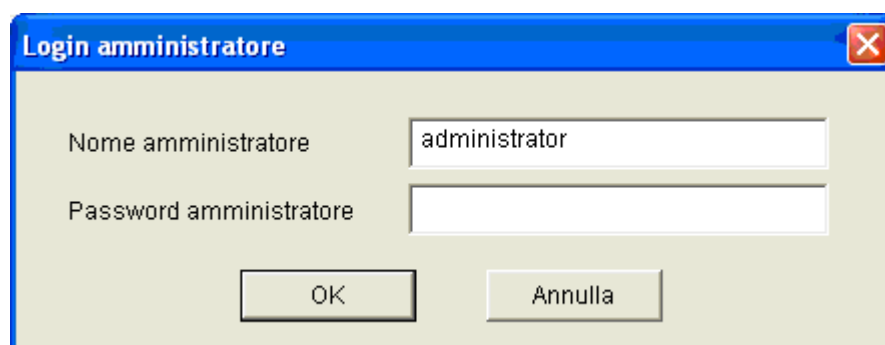 Login amministratore
Nome amministratore administrator
Password amministratore
OK Annulla